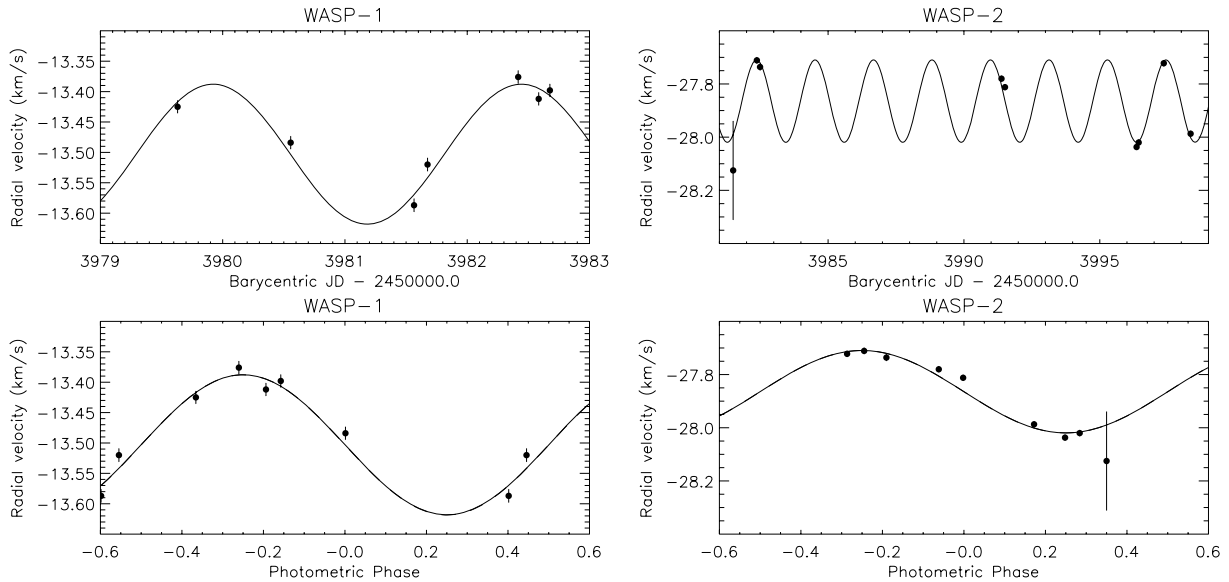 WASP-1
Radial velocity (km/s)
-13.35
-13.40
-13.45
-13.50
-13.55
-13.60
3979 3980 3981 3982 3983
Barycentric JD - 2450000.0
WASP-2
Radial velocity (km/s)
-27.8
-28.0
-28.2
3985 3990 3995
Barycentric JD - 2450000.0
WASP-1
Radial velocity (km/s)
-13.35
-13.40
-13.45
-13.50
-13.55
-13.60
-0.6 -0.4 -0.2 -0.0 0.2 0.4 0.6
Photometric Phase
WASP-2
Radial velocity (km/s)
-27.8
-28.0
-28.2
-0.6 -0.4 -0.2 -0.0 0.2 0.4 0.6
Photometric Phase